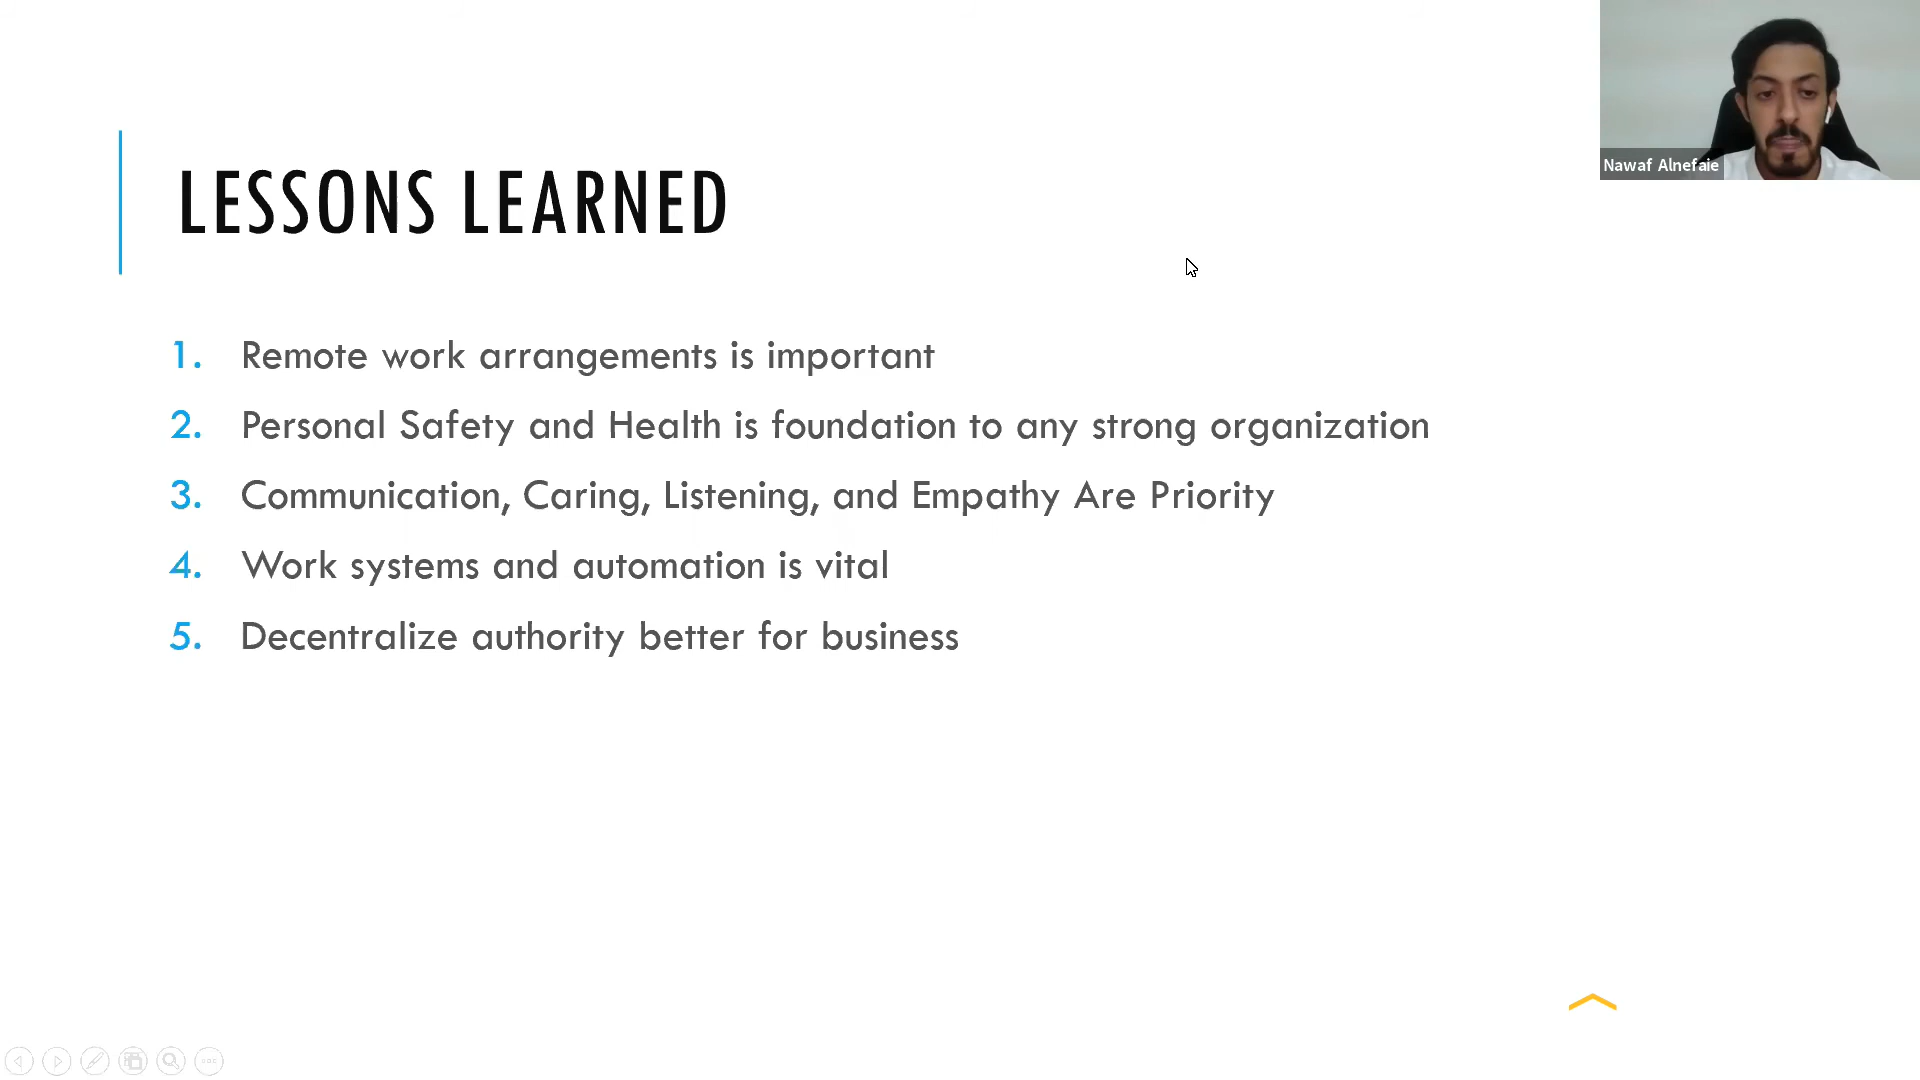 Nawaf Alnefaie
LESSONS LEARNED
1. Remote work arrangements is important
2. Personal Safety and Health is foundation to any strong organization
3. Communication, Caring, Listening, and Empathy Are Priority
4. Work systems and automation is vital
5. Decentralize authority better for business